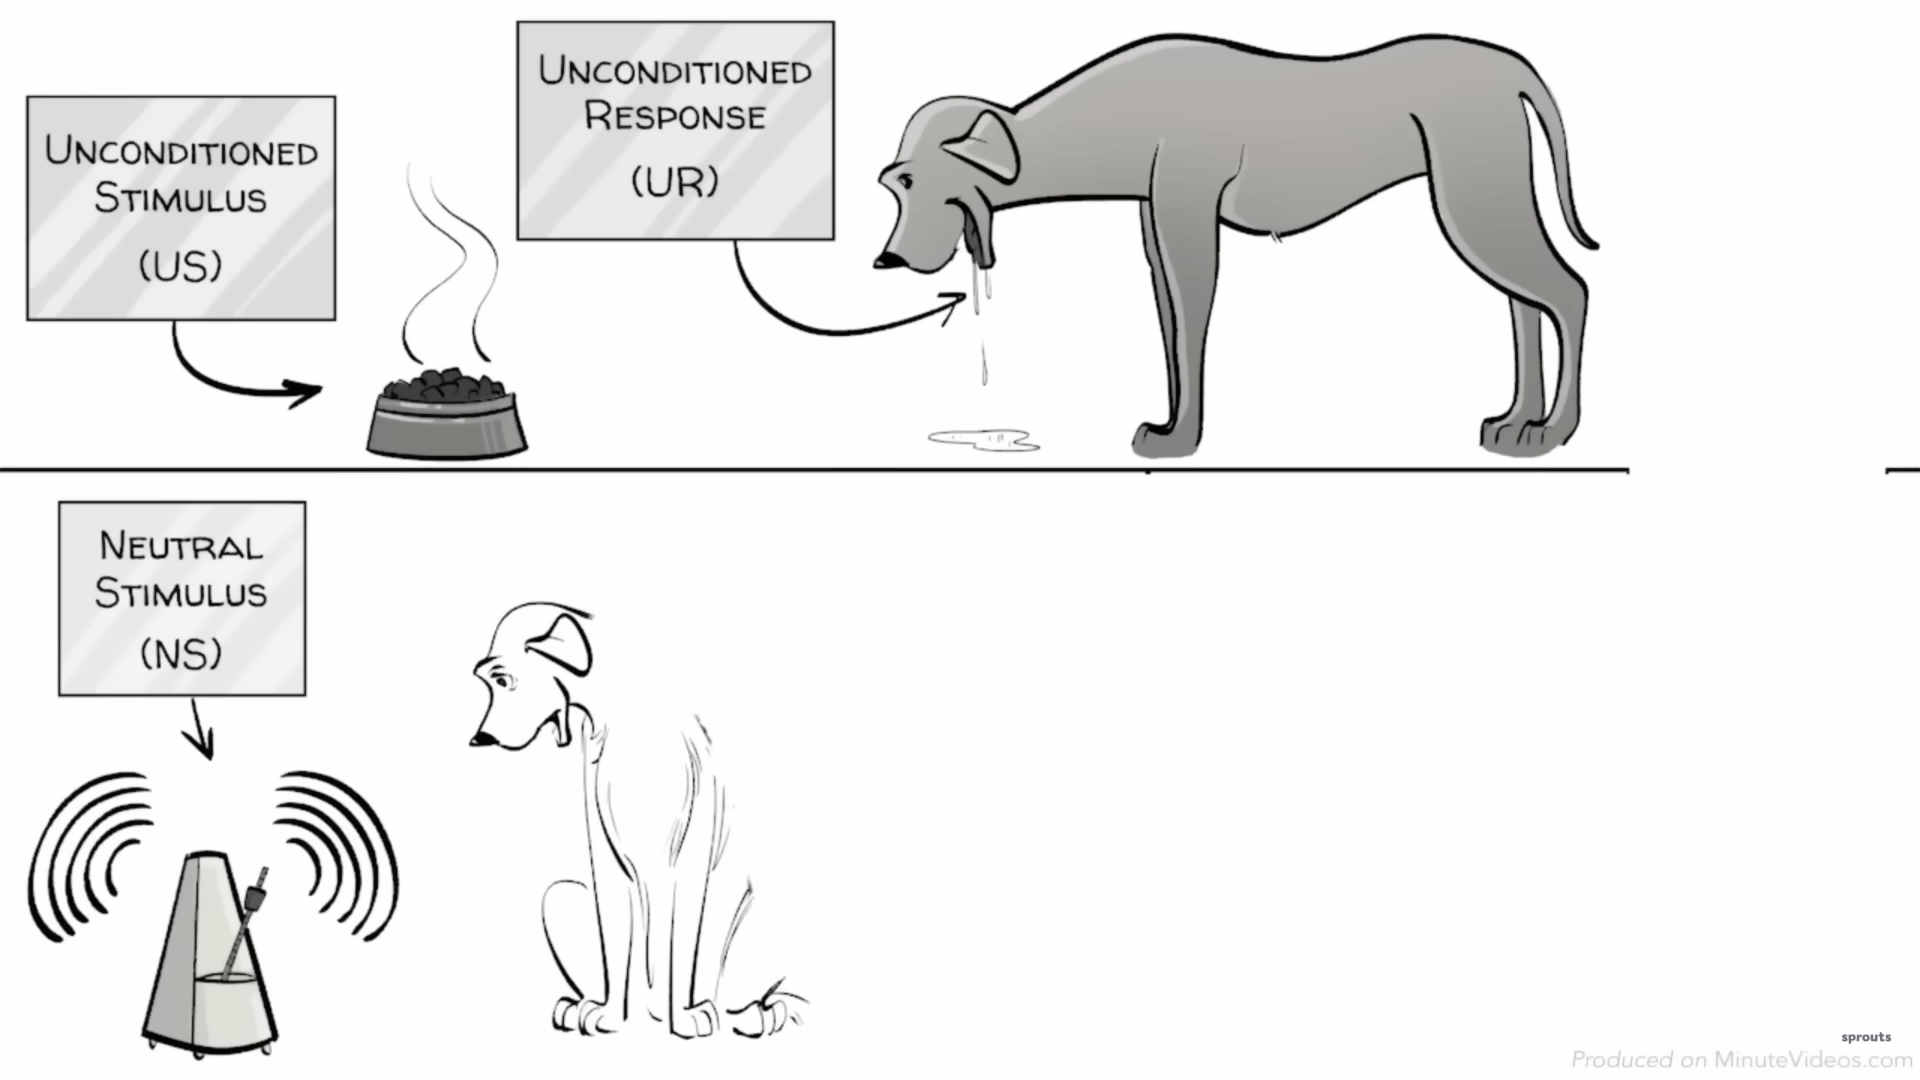 UNCONDITIONED
STIMULUS
(US)
UNCONDITIONED
RESPONSE
(UR)
NEUTRAL
STIMULUS
(NS)
sprouts
Produced on MinuteVideos.com